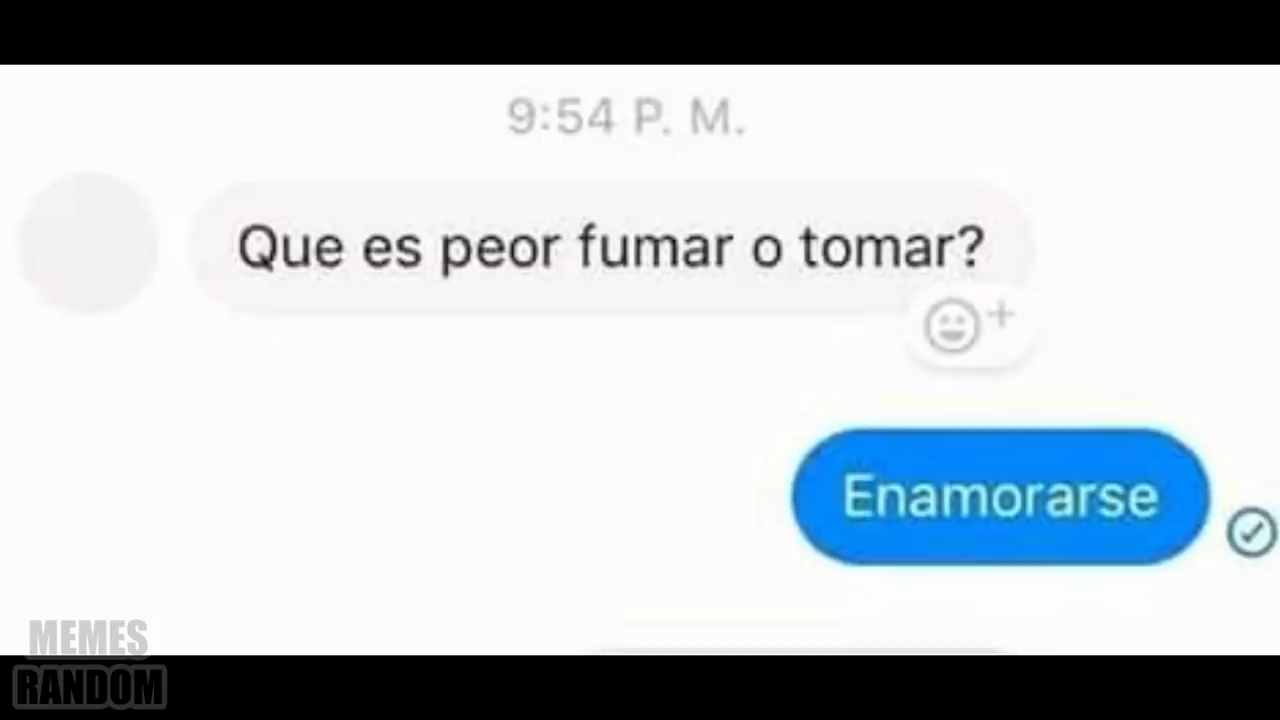 9:54 P. M.
Que es peor fumar o tomar?
Enamorarse
MEMES
RANDOM